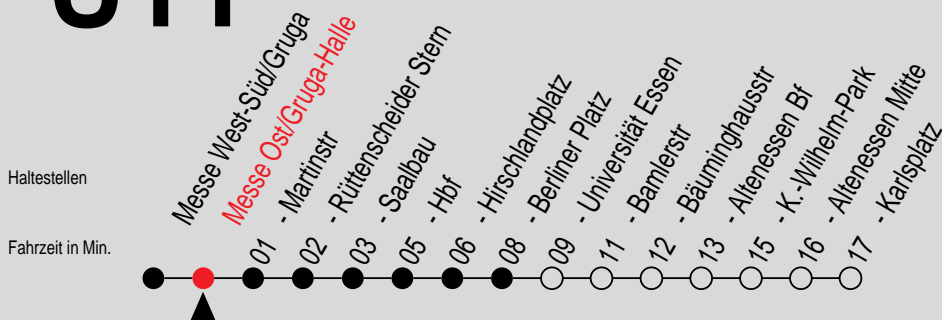 Haltestellen
Messe West-Süd/Gruga
Messe Ost/Gruga-Halle
- Martinstr
- Rüttenscheider Stern
- Saalbau
- Hbf
- Hirschlandplatz
- Berliner Platz
- Universität Essen
- Bamlerstr
- Bäuminghausstr
- Altenessen Bf
- K.-Wilhelm-Park
- Altenessen Mitte
- Karlsplatz
Fahrzeit in Min.
01
02
03
05
06
08
09
11
12
13
15
16
17